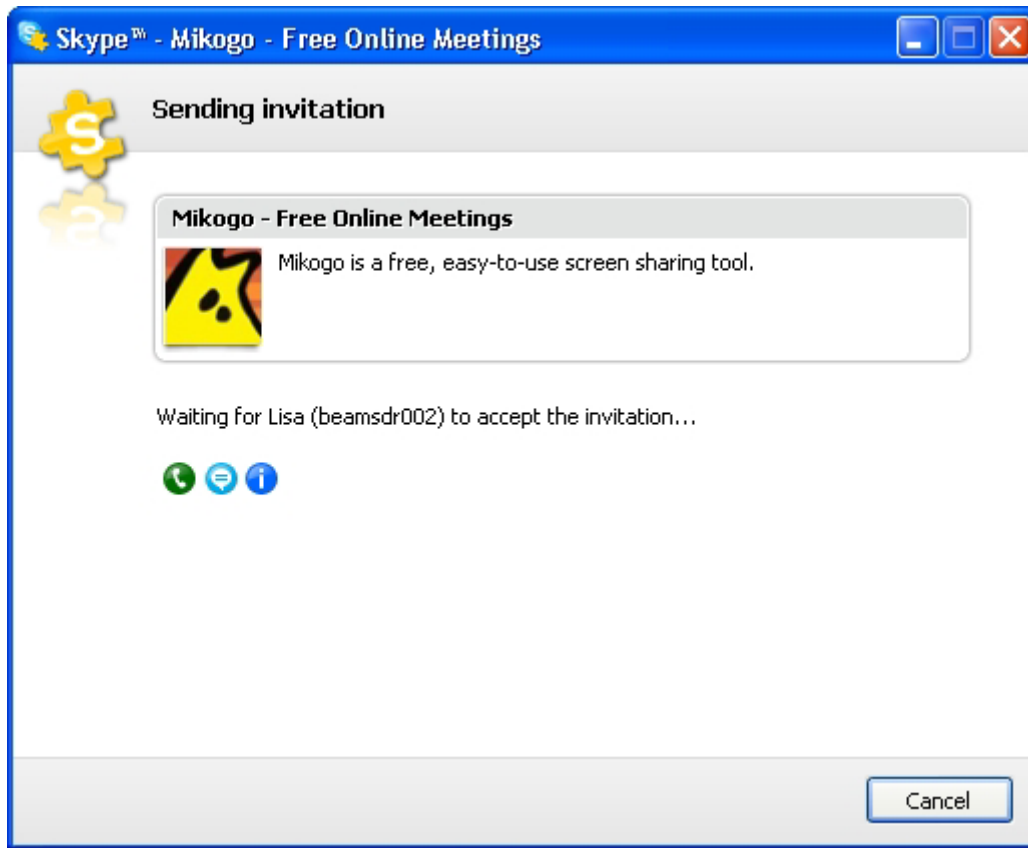 Skype™ - Mikogo - Free Online Meetings
Sending invitation
Mikogo - Free Online Meetings
Mikogo is a free, easy-to-use screen sharing tool.
Waiting for Lisa (beamsdr002) to accept the invitation...
Cancel